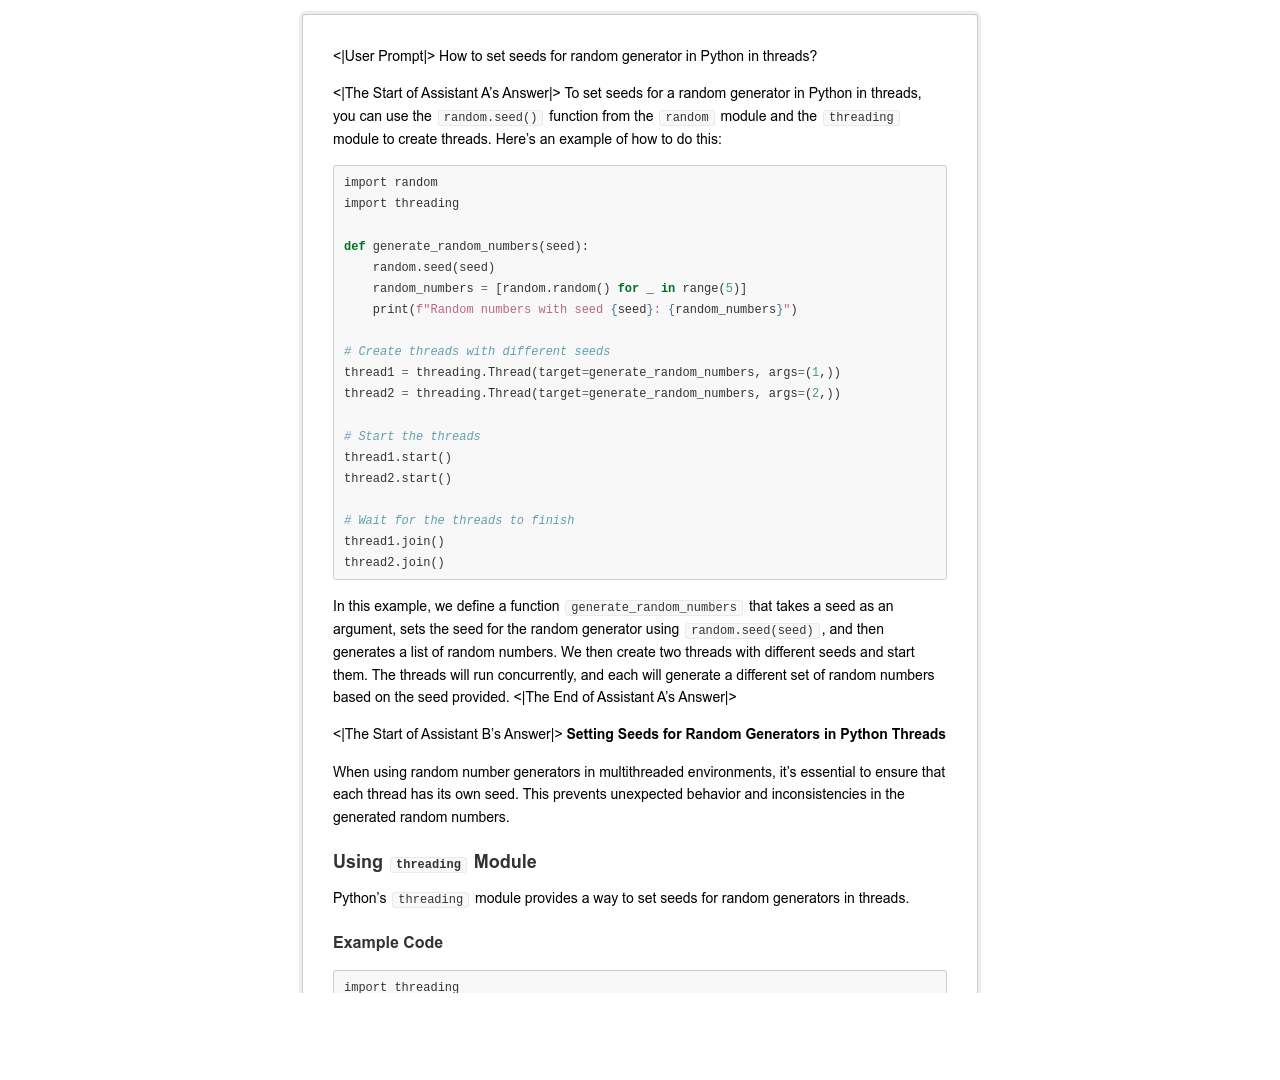 <|User Prompt|> How to set seeds for random generator in Python in threads?
<|The Start of Assistant A’s Answer|> To set seeds for a random generator in Python in threads,
you can use the random.seed() function from the random module and the threading
module to create threads. Here’s an example of how to do this:
import random
import threading
def generate_random_numbers(seed):
    random.seed(seed)
    random_numbers = [random.random() for _ in range(5)]
    print(f"Random numbers with seed {seed}: {random_numbers}")
# Create threads with different seeds
thread1 = threading.Thread(target=generate_random_numbers, args=(1,))
thread2 = threading.Thread(target=generate_random_numbers, args=(2,))
# Start the threads
thread1.start()
thread2.start()
# Wait for the threads to finish
thread1.join()
thread2.join()
In this example, we define a function generate_random_numbers that takes a seed as an
argument, sets the seed for the random generator using random.seed(seed), and then
generates a list of random numbers. We then create two threads with different seeds and start
them. The threads will run concurrently, and each will generate a different set of random numbers
based on the seed provided. <|The End of Assistant A’s Answer|>
<|The Start of Assistant B’s Answer|> Setting Seeds for Random Generators in Python Threads
When using random number generators in multithreaded environments, it’s essential to ensure that
each thread has its own seed. This prevents unexpected behavior and inconsistencies in the
generated random numbers.
Using threading Module
Python’s threading module provides a way to set seeds for random generators in threads.
Example Code
import threading